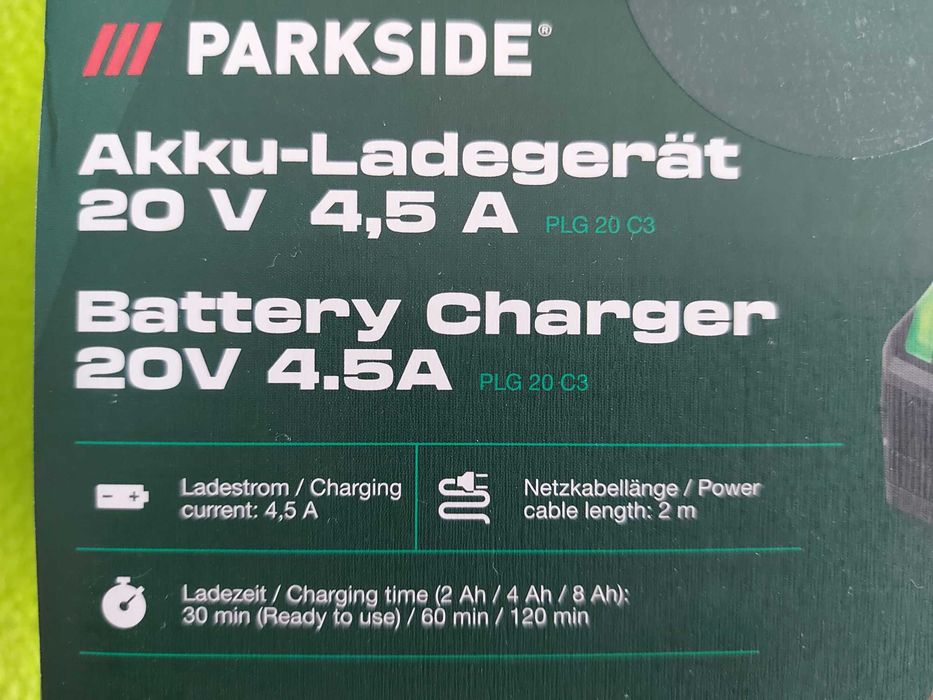 PARKSIDE®
Akku-Ladegerät
20 V 4,5 A PLG 20 C3
Battery Charger
20V 4.5A PLG 20 C3
Ladestrom / Charging
current: 4,5 A
Netzkabellänge / Power
cable length: 2 m
Ladezeit / Charging time (2 Ah / 4 Ah / 8 Ah):
30 min (Ready to use) / 60 min / 120 min